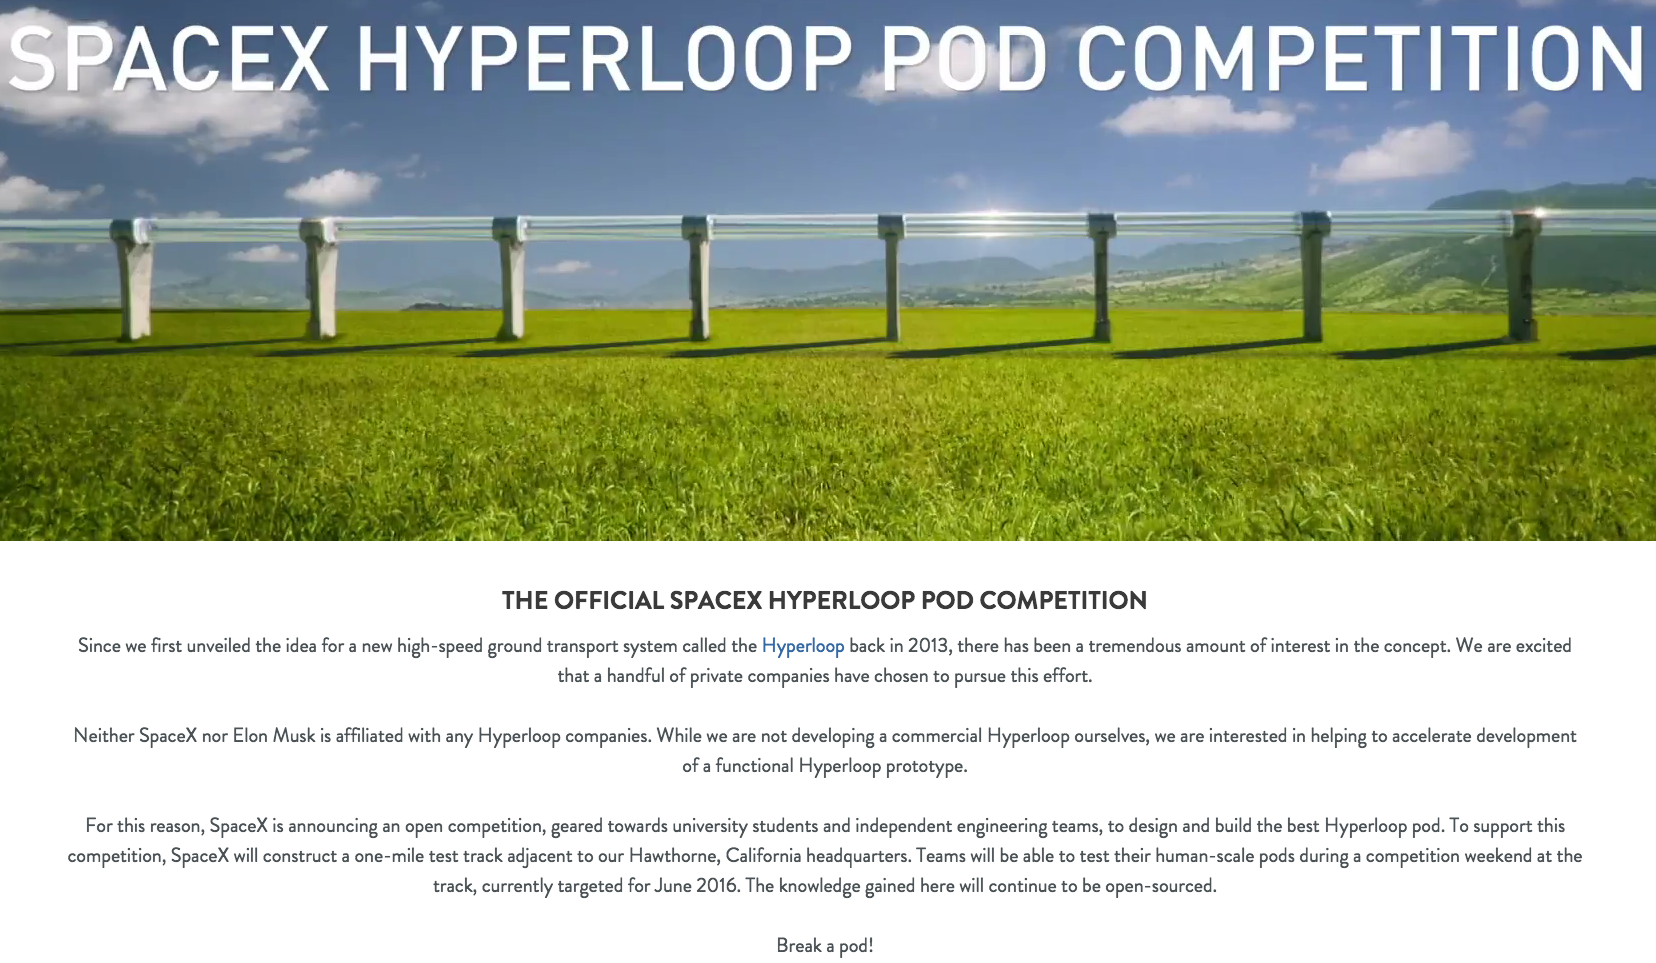 SPACEX HYPERLOOP POD COMPETITION
THE OFFICIAL SPACEX HYPERLOOP POD COMPETITION
Since we first unveiled the idea for a new high-speed ground transport system called the Hyperloop back in 2013, there has been a tremendous amount of interest in the concept. We are excited
that a handful of private companies have chosen to pursue this effort.
Neither SpaceX nor Elon Musk is affiliated with any Hyperloop companies. While we are not developing a commercial Hyperloop ourselves, we are interested in helping to accelerate development
of a functional Hyperloop prototype.
For this reason, SpaceX is announcing an open competition, geared towards university students and independent engineering teams, to design and build the best Hyperloop pod. To support this
competition, SpaceX will construct a one-mile test track adjacent to our Hawthorne, California headquarters. Teams will be able to test their human-scale pods during a competition weekend at the
track, currently targeted for June 2016. The knowledge gained here will continue to be open-sourced.
Break a pod!